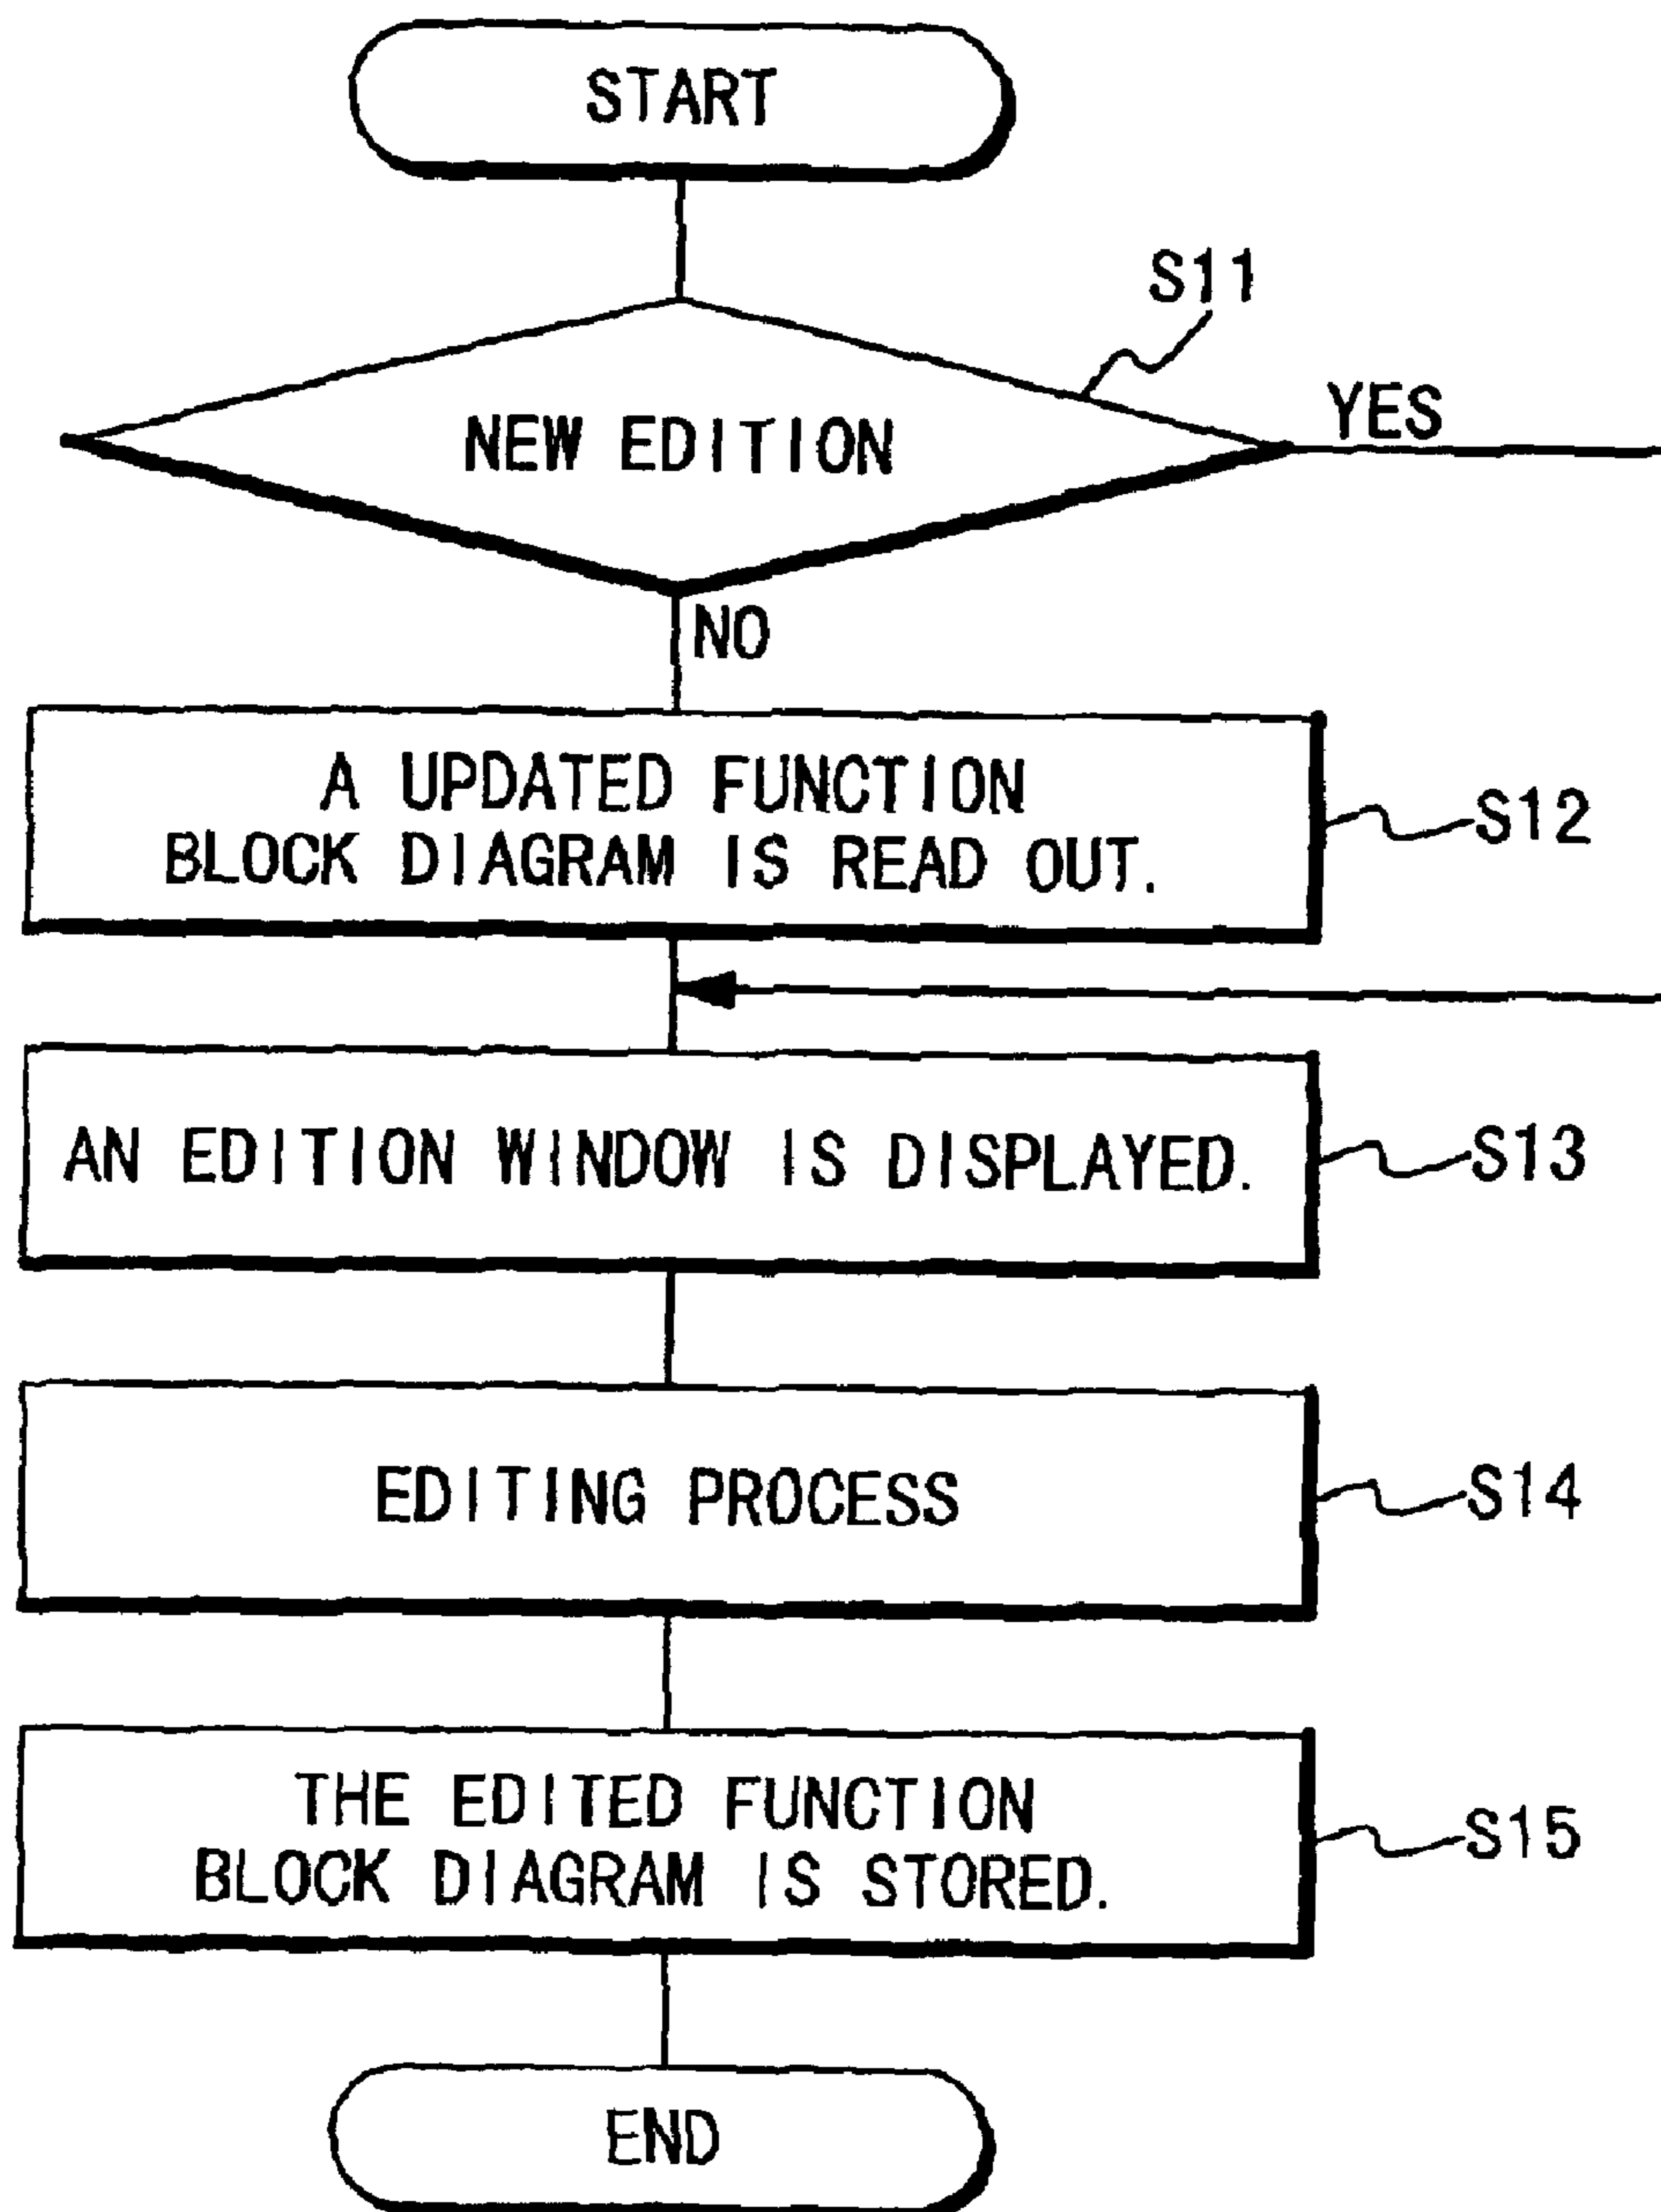 START
S11
NEW EDITION
YES
NO
A UPDATED FUNCTION
BLOCK DIAGRAM IS READ OUT.
S12
AN EDITION WINDOW IS DISPLAYED.
S13
EDITING PROCESS
S14
THE EDITED FUNCTION
BLOCK DIAGRAM IS STORED.
S15
END